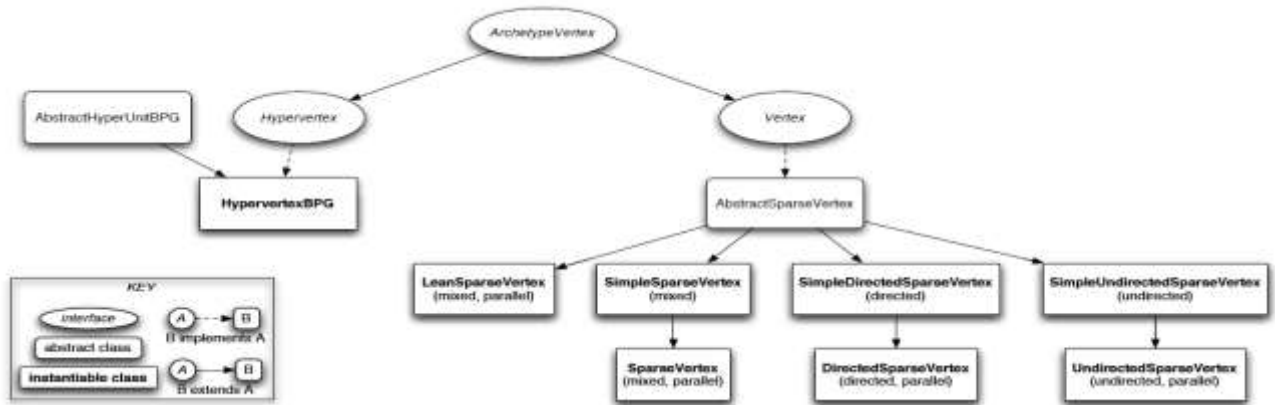 ArchetypeVertex
AbstractHyperUnitBPG
Hypervertex
Vertex
HypervertexBPG
AbstractSparseVertex
LeanSparseVertex
(mixed, parallel)
SimpleSparseVertex
(mixed)
SimpleDirectedSparseVertex
(directed)
SimpleUndirectedSparseVertex
(undirected)
SparseVertex
(mixed, parallel)
DirectedSparseVertex
(directed, parallel)
UndirectedSparseVertex
(undirected, parallel)
KEY
interface
A B
B implements A
abstract class
A B
instantiable class
B extends A